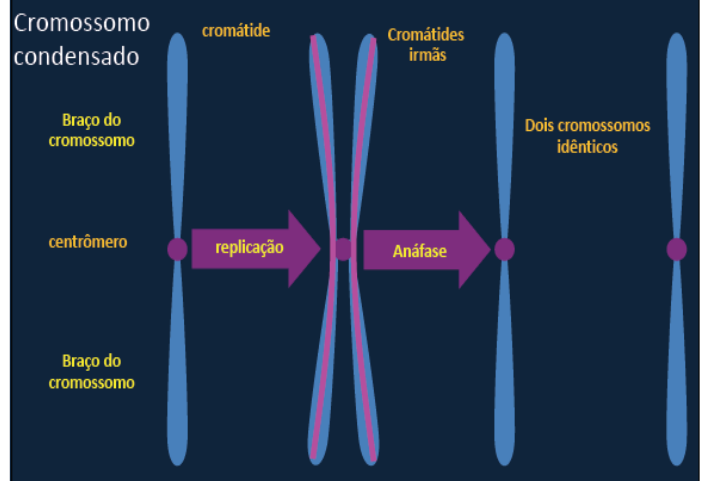 Cromossomo
condensado
cromátide
Cromátides
irmãs
Braço do
cromossomo
Dois cromossomos
idênticos
centrômero
replicação
Anáfase
Braço do
cromossomo